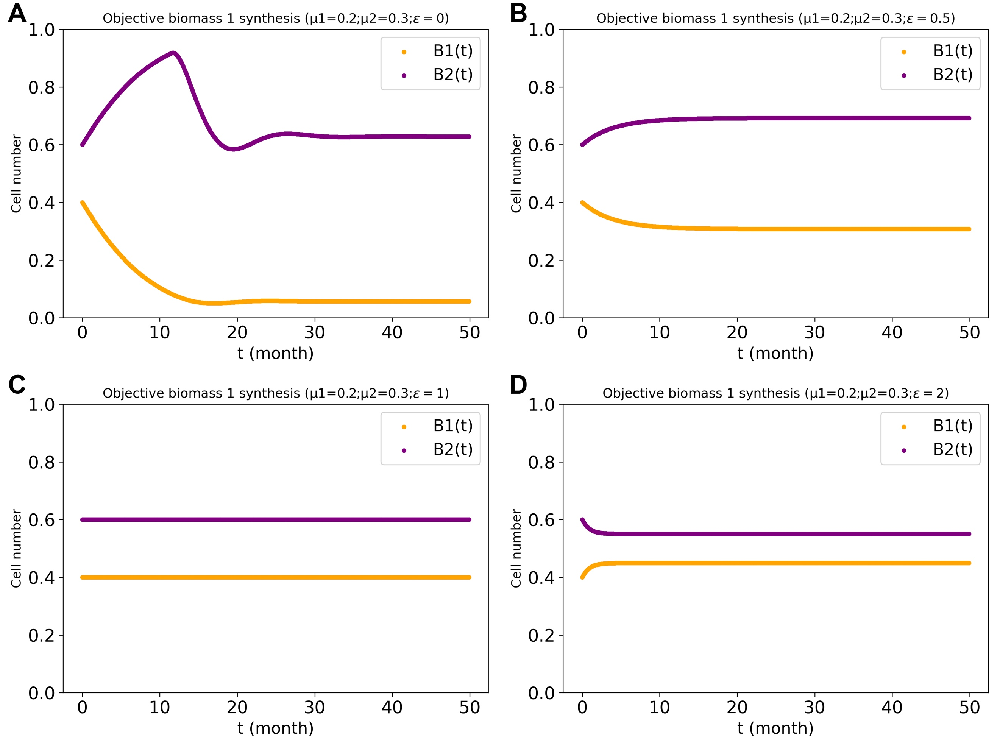 A
Objective biomass 1 synthesis (μ1=0.2;μ2=0.3;ε = 0)
1.0
0.8
0.6
0.4
0.2
0.0
Cell number
B1(t)
B2(t)
0 10 20 30 40 50
t (month)
B
Objective biomass 1 synthesis (μ1=0.2;μ2=0.3;ε = 0.5)
1.0
0.8
0.6
0.4
0.2
0.0
Cell number
B1(t)
B2(t)
0 10 20 30 40 50
t (month)
C
Objective biomass 1 synthesis (μ1=0.2;μ2=0.3;ε = 1)
1.0
0.8
0.6
0.4
0.2
0.0
Cell number
B1(t)
B2(t)
0 10 20 30 40 50
t (month)
D
Objective biomass 1 synthesis (μ1=0.2;μ2=0.3;ε = 2)
1.0
0.8
0.6
0.4
0.2
0.0
Cell number
B1(t)
B2(t)
0 10 20 30 40 50
t (month)